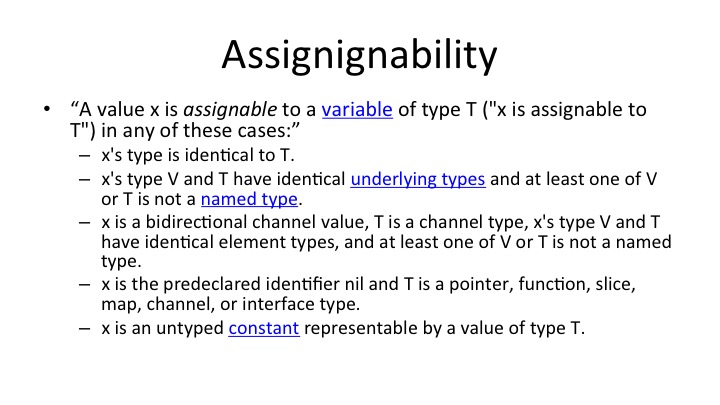 Assignignability
• “A value x is assignable to a variable of type T ("x is assignable to
T") in any of these cases:”
– x's type is identical to T.
– x's type V and T have identical underlying types and at least one of V
or T is not a named type.
– x is a bidirectional channel value, T is a channel type, x's type V and T
have identical element types, and at least one of V or T is not a named
type.
– x is the predeclared identifier nil and T is a pointer, function, slice,
map, channel, or interface type.
– x is an untyped constant representable by a value of type T.